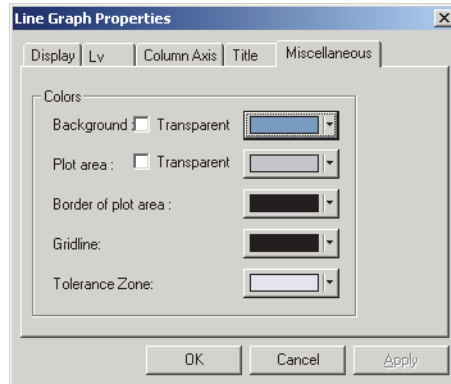 Line Graph Properties
Display Lv Column Axis Title Miscellaneous
Colors
Background : Transparent
Plot area : Transparent
Border of plot area :
Gridline:
Tolerance Zone:
OK Cancel Apply